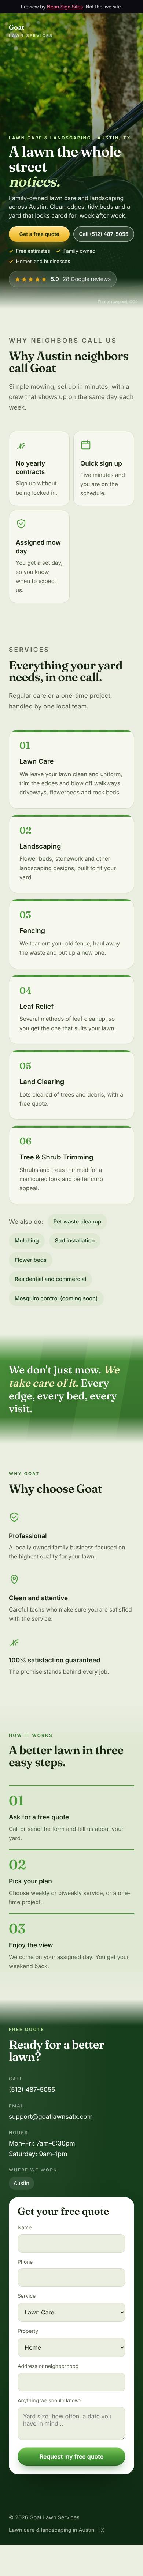 Preview by Neon Sign Sites. Not the live site.
Goat
LAWN SERVICES
LAWN CARE & LANDSCAPING · AUSTIN, TX
A lawn the whole
street
notices.
Family-owned lawn care and landscaping
across Austin. Clean edges, tidy beds and a
yard that looks cared for, week after week.
Get a free quote
Call (512) 487-5055
Free estimates
Family owned
Homes and businesses
5.0 28 Google reviews
WHY NEIGHBORS CALL US
Why Austin neighbors
call Goat
Simple mowing, set up in minutes, with a
crew that shows up on the same day each
week.
No yearly
contracts
Sign up without
being locked in.
Quick sign up
Five minutes and
you are on the
schedule.
Assigned mow
day
You get a set day,
so you know
when to expect
us.
SERVICES
Everything your yard
needs, in one call.
Regular care or a one-time project,
handled by one local team.
01
Lawn Care
We leave your lawn clean and uniform,
trim the edges and blow off walkways,
driveways, flowerbeds and rock beds.
02
Landscaping
Flower beds, stonework and other
landscaping designs, built to fit your
yard.
03
Fencing
We tear out your old fence, haul away
the waste and put up a new one.
04
Leaf Relief
Several methods of leaf cleanup, so
you get the one that suits your lawn.
05
Land Clearing
Lots cleared of trees and debris, with a
free quote.
06
Tree & Shrub Trimming
Shrubs and trees trimmed for a
manicured look and better curb
appeal.
We also do:
Pet waste cleanup
Mulching
Sod installation
Flower beds
Residential and commercial
Mosquito control (coming soon)
We don't just mow. We
take care of it. Every
edge, every bed, every
visit.
WHY GOAT
Why choose Goat
Professional
A locally owned family business focused on
the highest quality for your lawn.
Clean and attentive
Careful techs who make sure you are satisfied
with the service.
100% satisfaction guaranteed
The promise stands behind every job.
HOW IT WORKS
A better lawn in three
easy steps.
01
Ask for a free quote
Call or send the form and tell us about your
yard.
02
Pick your plan
Choose weekly or biweekly service, or a one-
time project.
03
Enjoy the view
We come on your assigned day. You get your
weekend back.
FREE QUOTE
Ready for a better
lawn?
CALL
(512) 487-5055
EMAIL
support@goatlawnsatx.com
HOURS
Mon–Fri: 7am–6:30pm
Saturday: 9am–1pm
WHERE WE WORK
Austin
Get your free quote
Name
Phone
Service
Lawn Care
Property
Home
Address or neighborhood
Anything we should know?
Yard size, how often, a date you
have in mind...
Request my free quote
© 2026 Goat Lawn Services
Lawn care & landscaping in Austin, TX